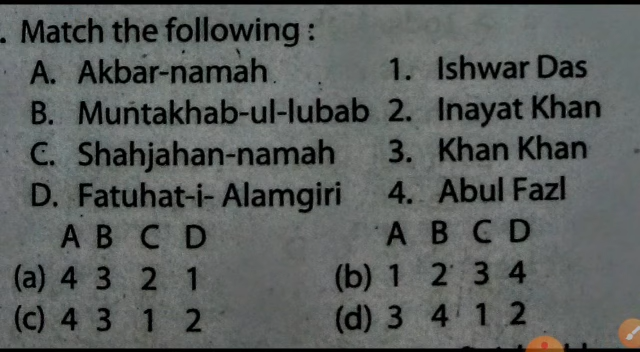 . Match the following :
A. Akbar-namah 1. Ishwar Das
B. Muntakhab-ul-lubab 2. Inayat Khan
C. Shahjahan-namah 3. Khan Khan
D. Fatuhat-i- Alamgiri 4. Abul Fazl
A B C D A B C D
(a) 4 3 2 1 (b) 1 2 3 4
(c) 4 3 1 2 (d) 3 4 1 2